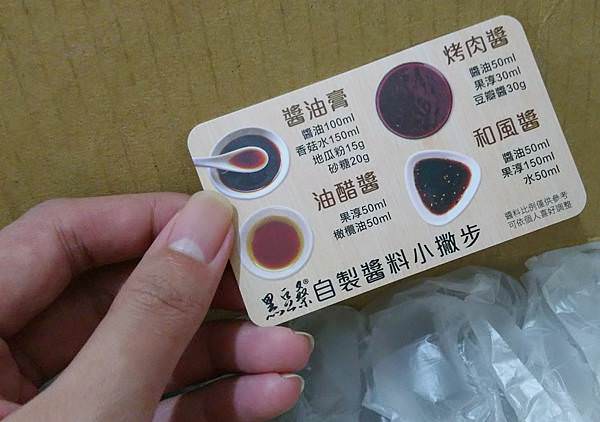 醬油膏
醬油100ml
香菇水150ml
地瓜粉15g
砂糖20g
烤肉醬
醬油50ml
果淳30ml
豆瓣醬30g
油醋醬
果淳50ml
橄欖油50ml
和風醬
醬油50ml
果淳150ml
水50ml
醬料比例僅供參考
可依個人喜好調整
黑豆桑®自製醬料小撇步